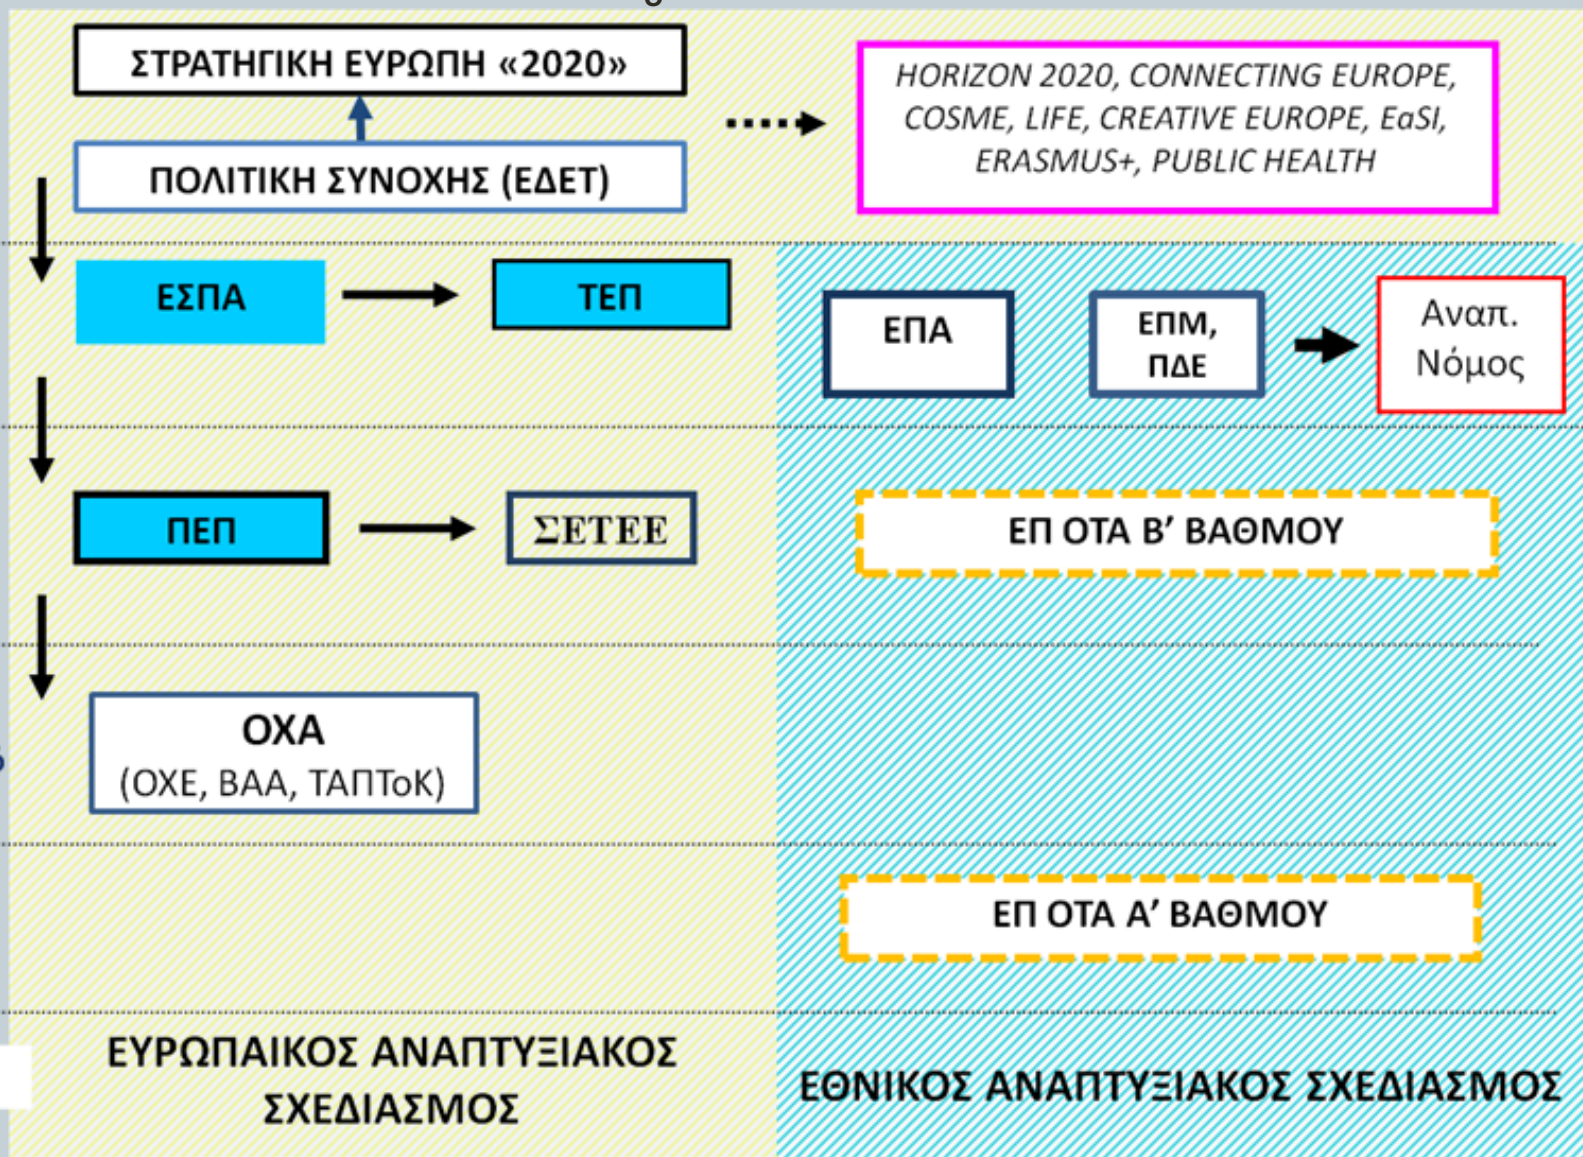 ΣΤΡΑΤΗΓΙΚΗ ΕΥΡΩΠΗ «2020»
ΠΟΛΙΤΙΚΗ ΣΥΝΟΧΗΣ (ΕΔΕΤ)
HORIZON 2020, CONNECTING EUROPE,
COSME, LIFE, CREATIVE EUROPE, EaSI,
ERASMUS+, PUBLIC HEALTH
ΕΣΠΑ
ΤΕΠ
ΕΠΑ
ΕΠΜ,
ΠΔΕ
Αναπ.
Νόμος
ΠΕΠ
ΣΕΤΕΕ
ΕΠ ΟΤΑ Β’ ΒΑΘΜΟΥ
ΟΧΑ
(ΟΧΕ, ΒΑΑ, ΤΑΠΤοΚ)
ΕΠ ΟΤΑ Α’ ΒΑΘΜΟΥ
ΕΥΡΩΠΑΙΚΟΣ ΑΝΑΠΤΥΞΙΑΚΟΣ
ΣΧΕΔΙΑΣΜΟΣ
ΕΘΝΙΚΟΣ ΑΝΑΠΤΥΞΙΑΚΟΣ ΣΧΕΔΙΑΣΜΟΣ